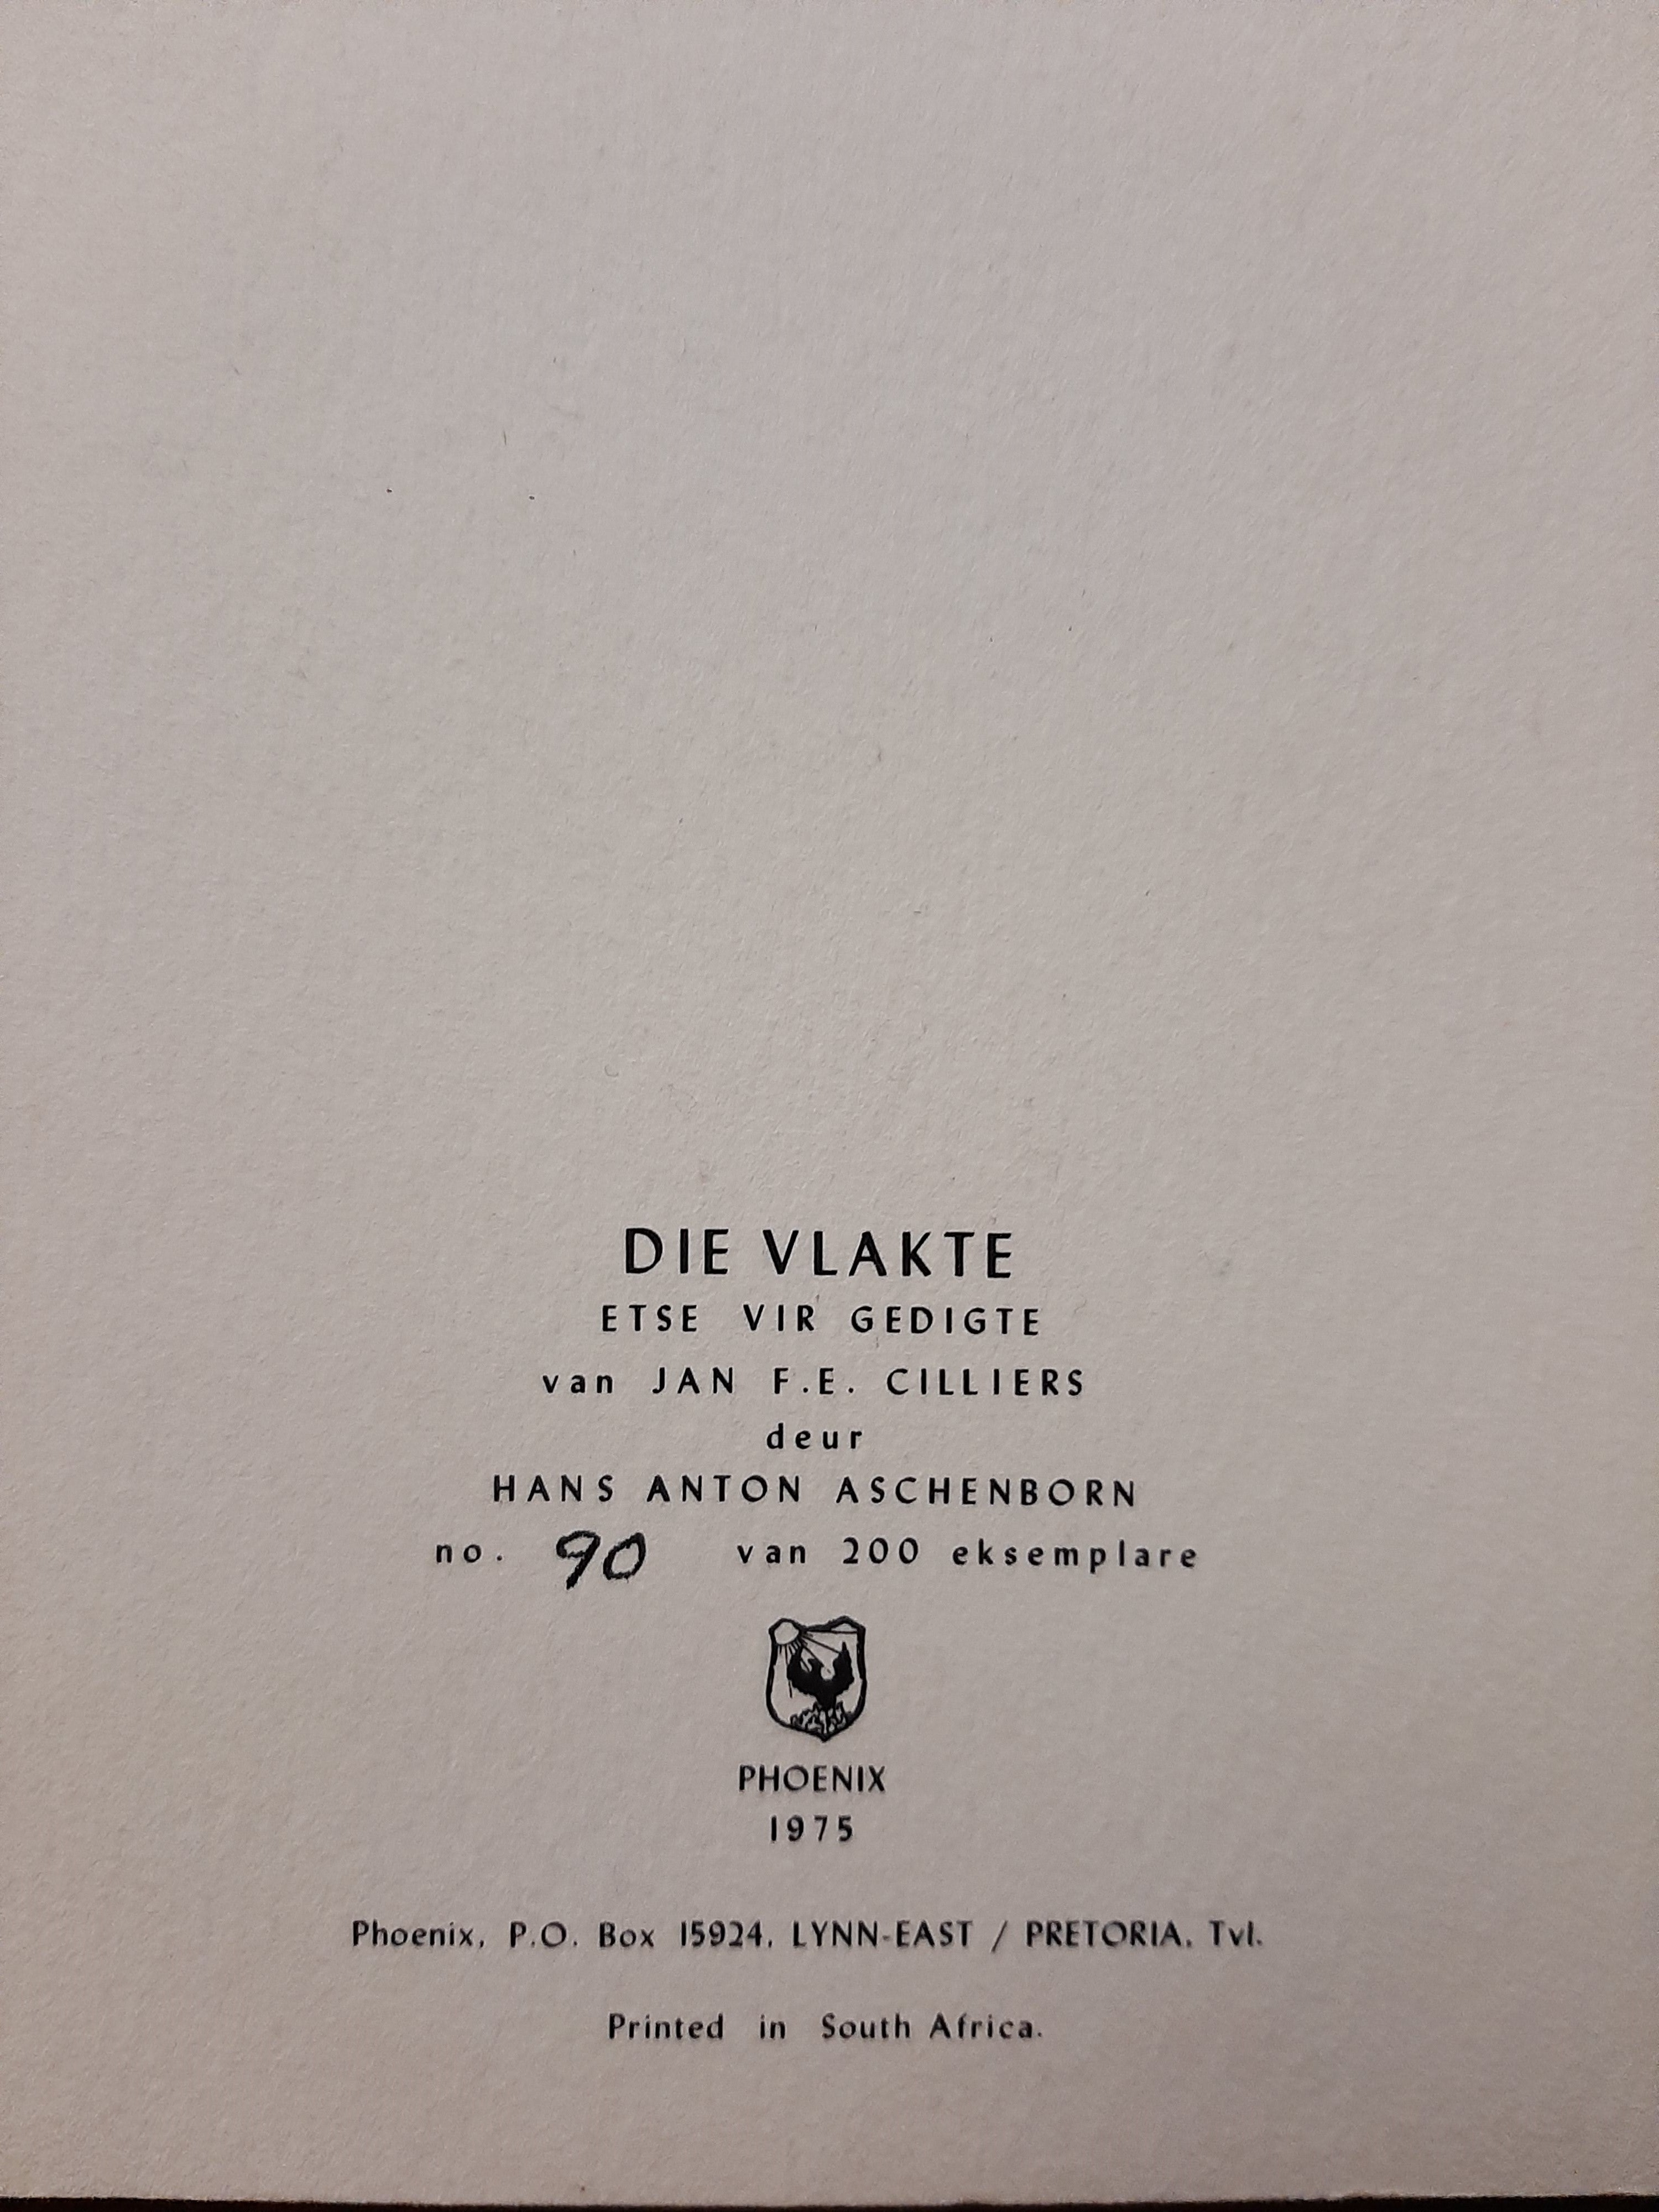 DIE VLAKTE
ETSE VIR GEDIGTE
van JAN F.E. CILLIERS
deur
HANS ANTON ASCHENBORN
no. 90 van 200 eksemplare
PHOENIX
1975
Phoenix, P.O. Box 15924, LYNN-EAST / PRETORIA, Tvl.
Printed in South Africa.